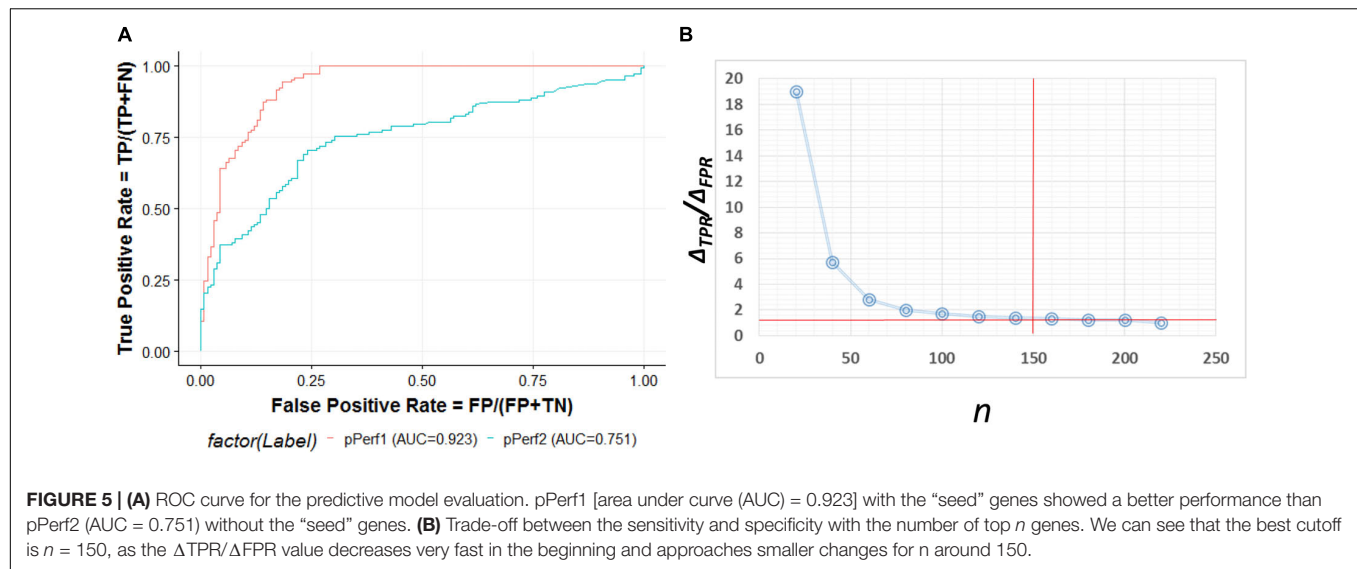 A
True Positive Rate = TP/(TP+FN)
1.00
0.75
0.50
0.25
0.00
0.00 0.25 0.50 0.75 1.00
False Positive Rate = FP/(FP+TN)
factor(Label) pPerf1 (AUC=0.923) pPerf2 (AUC=0.751)
B
ΔTPR/ΔFPR
20
18
16
14
12
10
8
6
4
2
0
0 50 100 150 200 250
n
FIGURE 5 | (A) ROC curve for the predictive model evaluation. pPerf1 [area under curve (AUC) = 0.923] with the “seed” genes showed a better performance than
pPerf2 (AUC = 0.751) without the “seed” genes. (B) Trade-off between the sensitivity and specificity with the number of top n genes. We can see that the best cutoff
is n = 150, as the ΔTPR/ΔFPR value decreases very fast in the beginning and approaches smaller changes for n around 150.